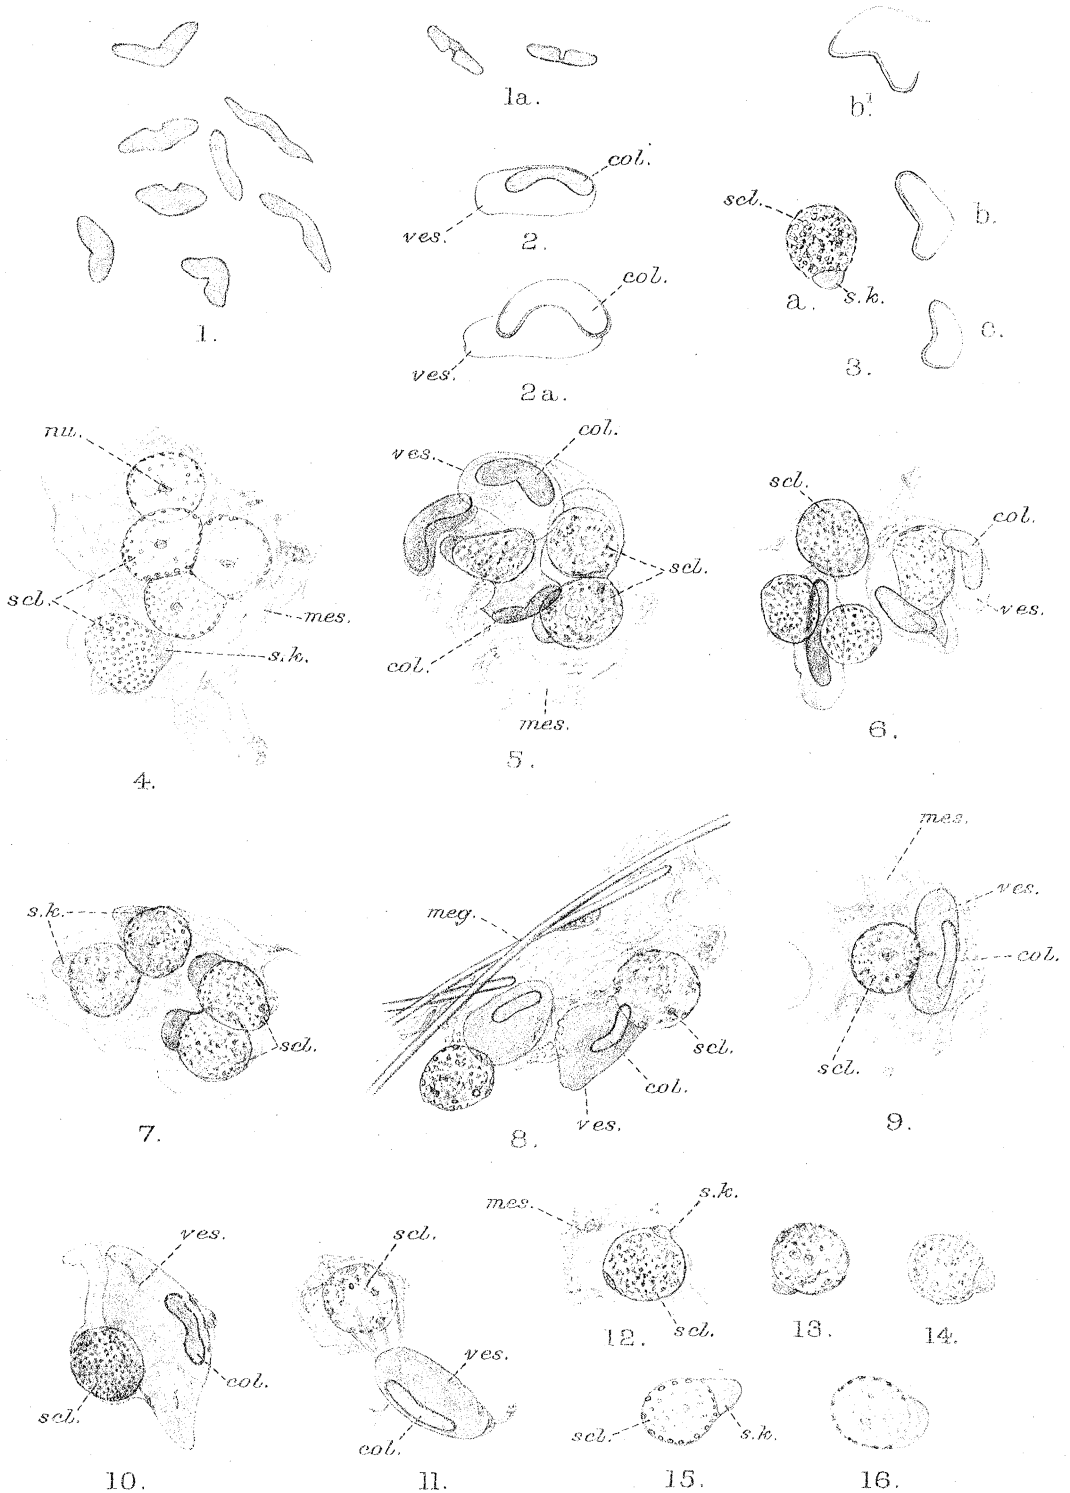 1a.
b¹.
col.
ves.
2.
scl.
b.
a.
s.k.
1.
col.
ves.
2a.
c.
3.
nu.
scl.
mes.
s.k.
4.
ves.
col.
scl.
col.
mes.
5.
scl.
col.
ves.
6.
s.k.
scl.
7.
meg.
scl.
col.
ves.
8.
mes.
ves.
col.
scl.
9.
ves.
col.
scl.
10.
scl.
ves.
col.
11.
mes.
s.k.
scl.
12.
13.
14.
scl.
s.k.
15.
16.